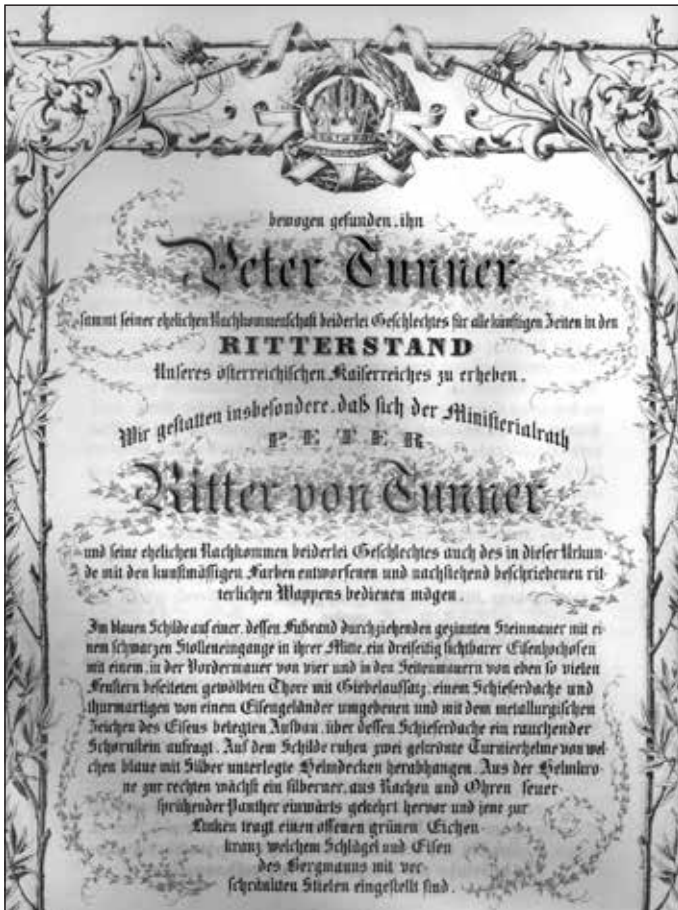 bewogen gefunden, ihn
Peter Tunner
sammt seiner ehelichen Nachkommenschaft beiderlei Geschlechtes für alle künftigen Zeiten in den
RITTERSTAND
Unseres österreichischen Kaiserreiches zu erheben.
Wir gestatten insbesondere, daß sich der Ministerialrath
PETER
Ritter von Tunner
und seine ehelichen Nachkommen beiderlei Geschlechtes auch des in dieser Urkun-
de mit den kunstmässigen Farben entworfenen und nachstehend beschriebenen rit-
terlichen Wappens bedienen mögen.
Im blauen Schilde auf einer, dessen Fußrand durchziehenden gezinnten Steinmauer mit ei-
nem schwarzen Stolleneingange in ihrer Mitte, ein dreiseitig sichtbarer Eisenhochofen
mit einem, in der Vordermauer von vier und in den Seitenmauern von eben so vielen
Fenstern beseiteten gewölbten Thore mit Giebelaufsatz, einem Schieferdache und
thurmartigen von einem Eisengeländer umgebenen und mit dem metallurgischen
Zeichen des Eisens belegten Aufbau, über dessen Schieferdache ein rauchender
Schornstein aufragt. Auf dem Schilde ruhen zwei gekrönte Turnierhelme von wel-
chen blaue mit Silber unterlegte Helmdecken herabhangen. Aus der Helmkro-
ne zur rechten wächst ein silberner, aus Rachen und Ohren feuer-
sprühender Panther einwärts gekehrt hervor und jene zur
Linken trägt einen offenen grünen Eichen-
kranz welchem Schlägel und Eisen
des Bergmanns mit ver-
schränkten Stielen eingestellt sind.